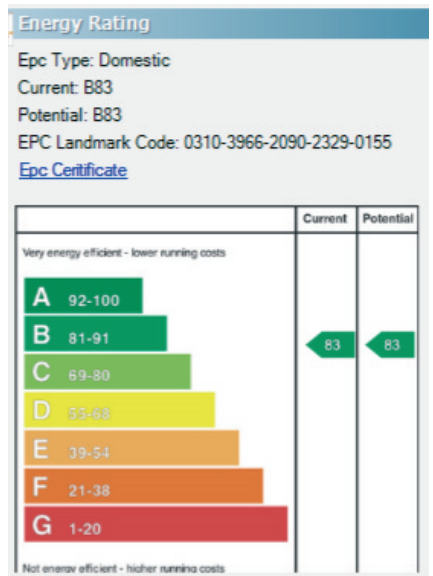 Energy Rating
Epc Type: Domestic
Current: B83
Potential: B83
EPC Landmark Code: 0310-3966-2090-2329-0155
Epc Ceritificate
Current Potential
Very energy efficient - lower running costs
A 92-100
B 81-91
83 83
C 69-80
D 55-68
E 39-54
F 21-38
G 1-20
Not energy efficient - higher running costs